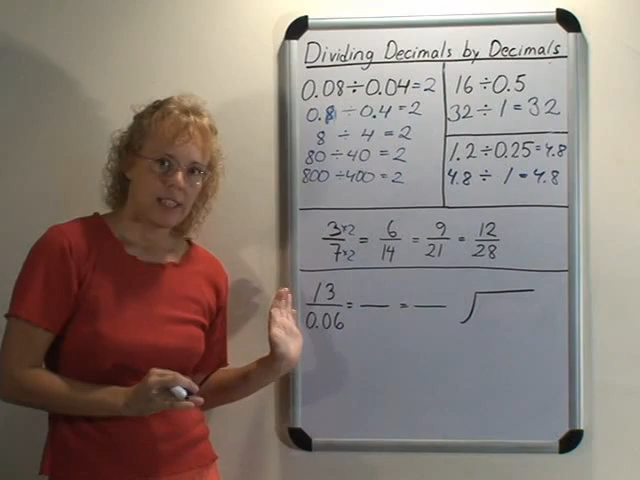 Dividing Decimals by Decimals
0.08 ÷ 0.04 = 2
0.8 ÷ 0.4 = 2
8 ÷ 4 = 2
80 ÷ 40 = 2
800 ÷ 400 = 2
16 ÷ 0.5
32 ÷ 1 = 32
1.2 ÷ 0.25 = 4.8
4.8 ÷ 1 = 4.8
3×2/7×2 = 6/14 = 9/21 = 12/28
13/0.06 = — = —